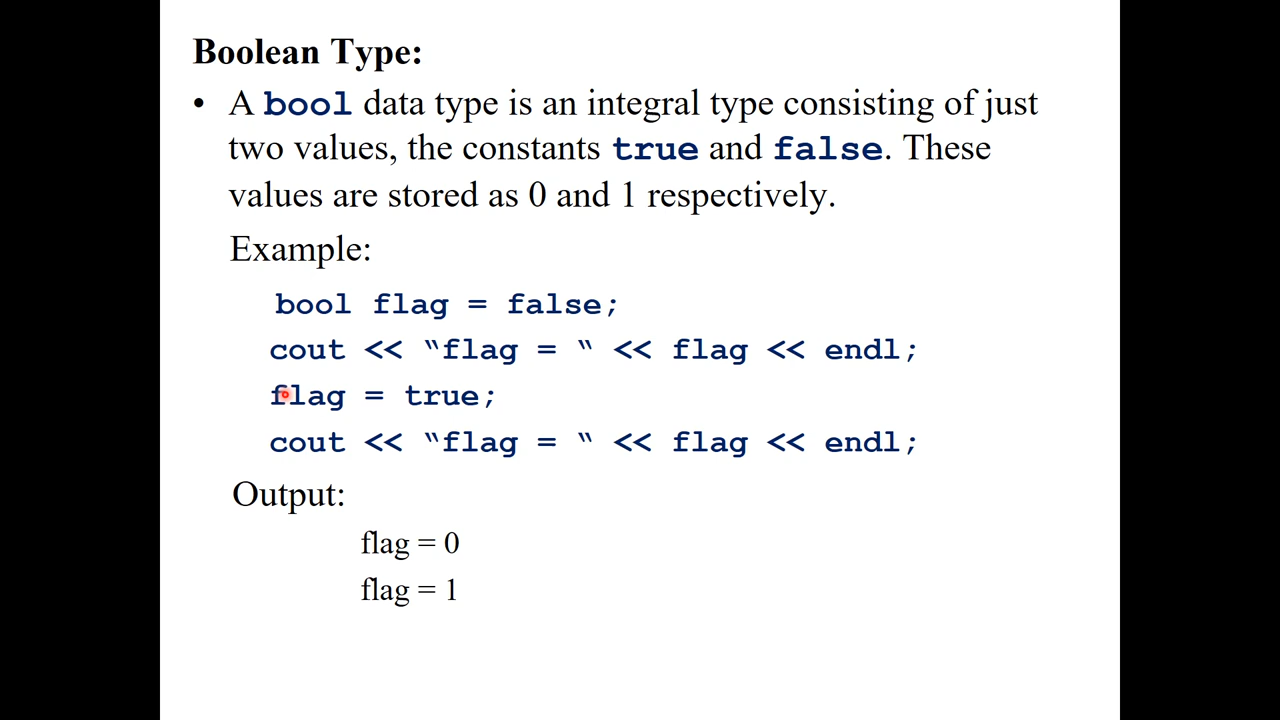 Boolean Type:
• A bool data type is an integral type consisting of just
two values, the constants true and false. These
values are stored as 0 and 1 respectively.
Example:
bool flag = false;
cout << “flag = “ << flag << endl;
flag = true;
cout << “flag = “ << flag << endl;
Output:
flag = 0
flag = 1